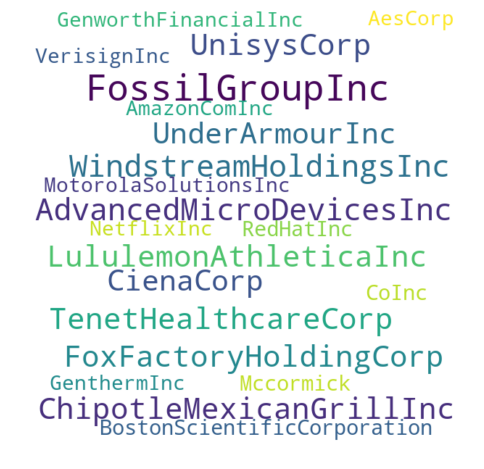 GenworthFinancialInc AesCorp
UnisysCorp
VerisignInc
FossilGroupInc
AmazonComInc
UnderArmourInc
WindstreamHoldingsInc
MotorolaSolutionsInc
AdvancedMicroDevicesInc
NetflixInc RedHatInc
LululemonAthleticaInc
CienaCorp
CoInc
TenetHealthcareCorp
FoxFactoryHoldingCorp
GenthermInc Mccormick
ChipotleMexicanGrillInc
BostonScientificCorporation